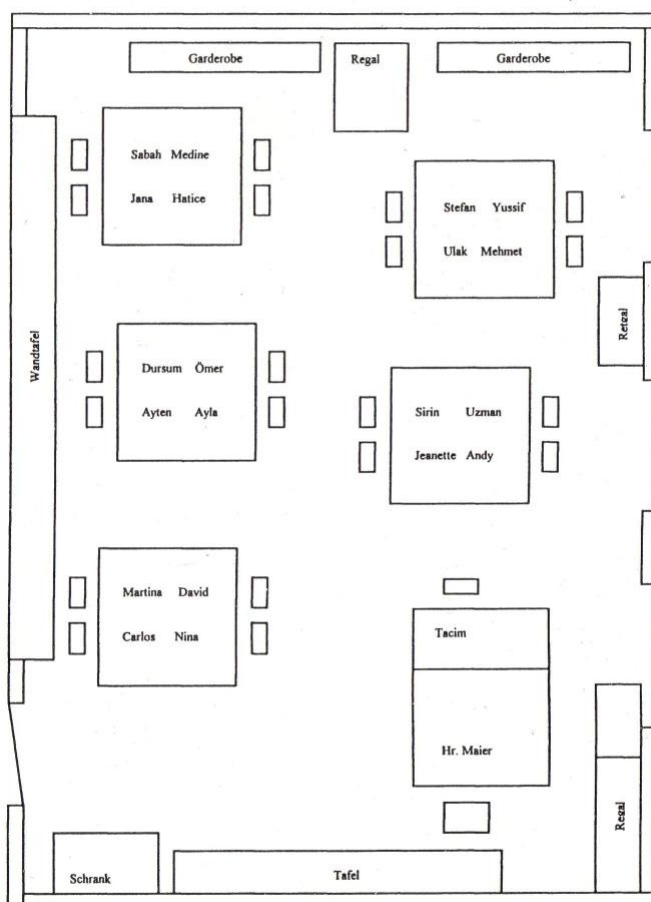 Garderobe
Regal
Garderobe
Sabah Medine
Jana Hatice
Stefan Yussif
Ulak Mehmet
Wandtafel
Retgal
Dursum Ömer
Ayten Ayla
Sirin Uzman
Jeanette Andy
Martina David
Carlos Nina
Tacim
Hr. Maier
Regal
Schrank
Tafel